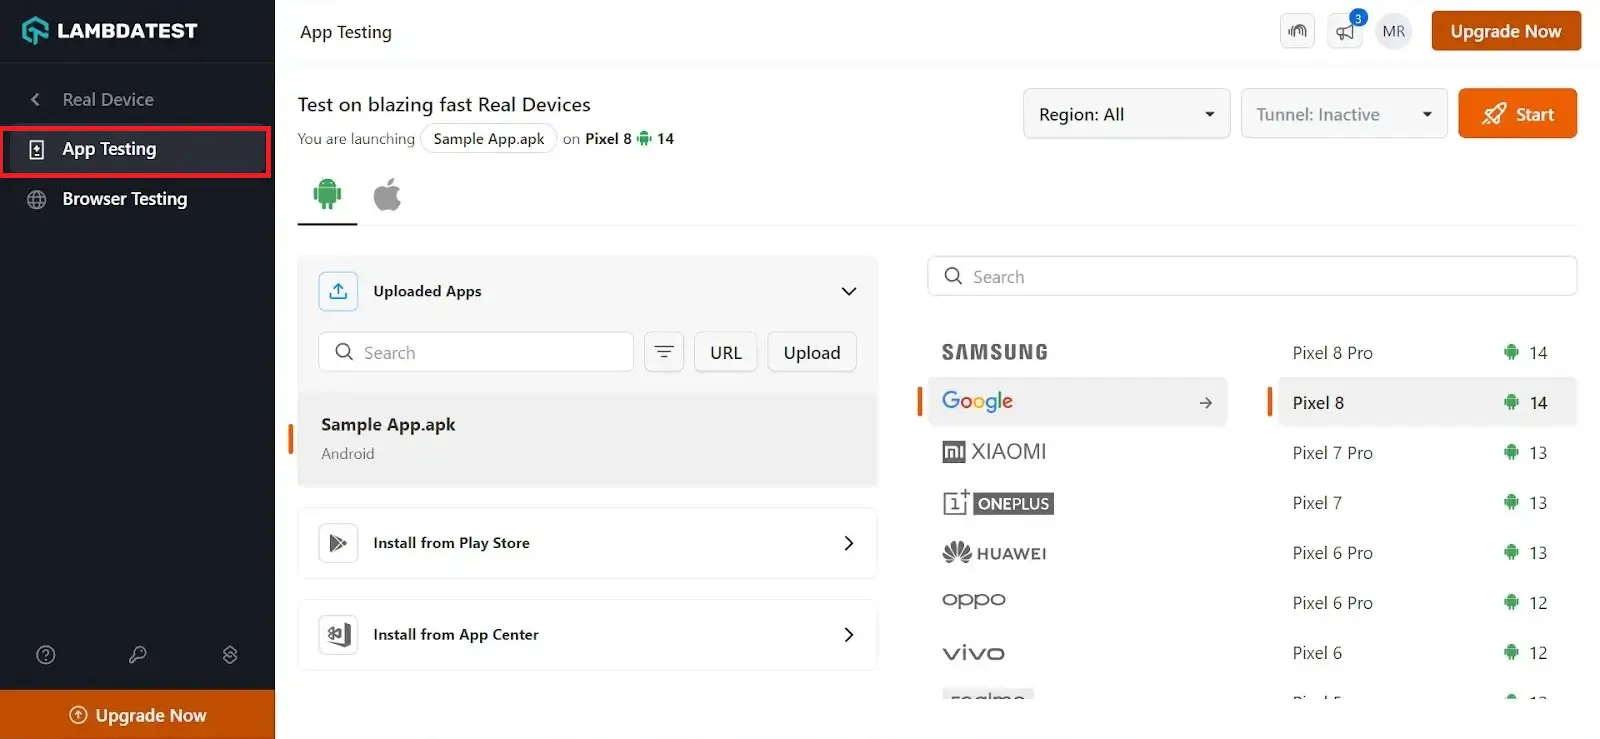 LAMBDATEST
App Testing
3
MR
Upgrade Now
Real Device
App Testing
Browser Testing
Test on blazing fast Real Devices
You are launching Sample App.apk on Pixel 8 14
Region: All
Tunnel: Inactive
Start
Uploaded Apps
Search
URL
Upload
Sample App.apk
Android
Install from Play Store
Install from App Center
Search
SAMSUNG
Google
XIAOMI
ONEPLUS
HUAWEI
oppo
vivo
Pixel 8 Pro 14
Pixel 8 14
Pixel 7 Pro 13
Pixel 7 13
Pixel 6 Pro 13
Pixel 6 Pro 12
Pixel 6 12
Upgrade Now